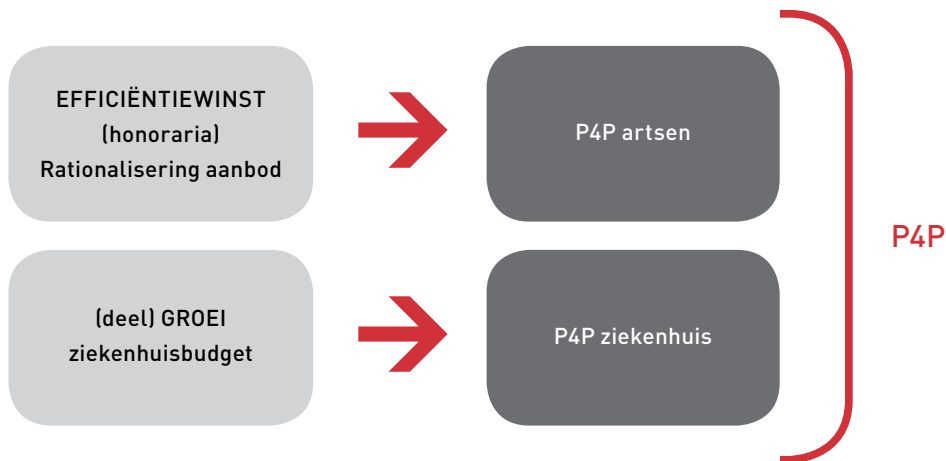 EFFICIËNTIEWINST
(honoraria)
Rationalisering aanbod
P4P artsen
(deel) GROEI
ziekenhuisbudget
P4P ziekenhuis
P4P